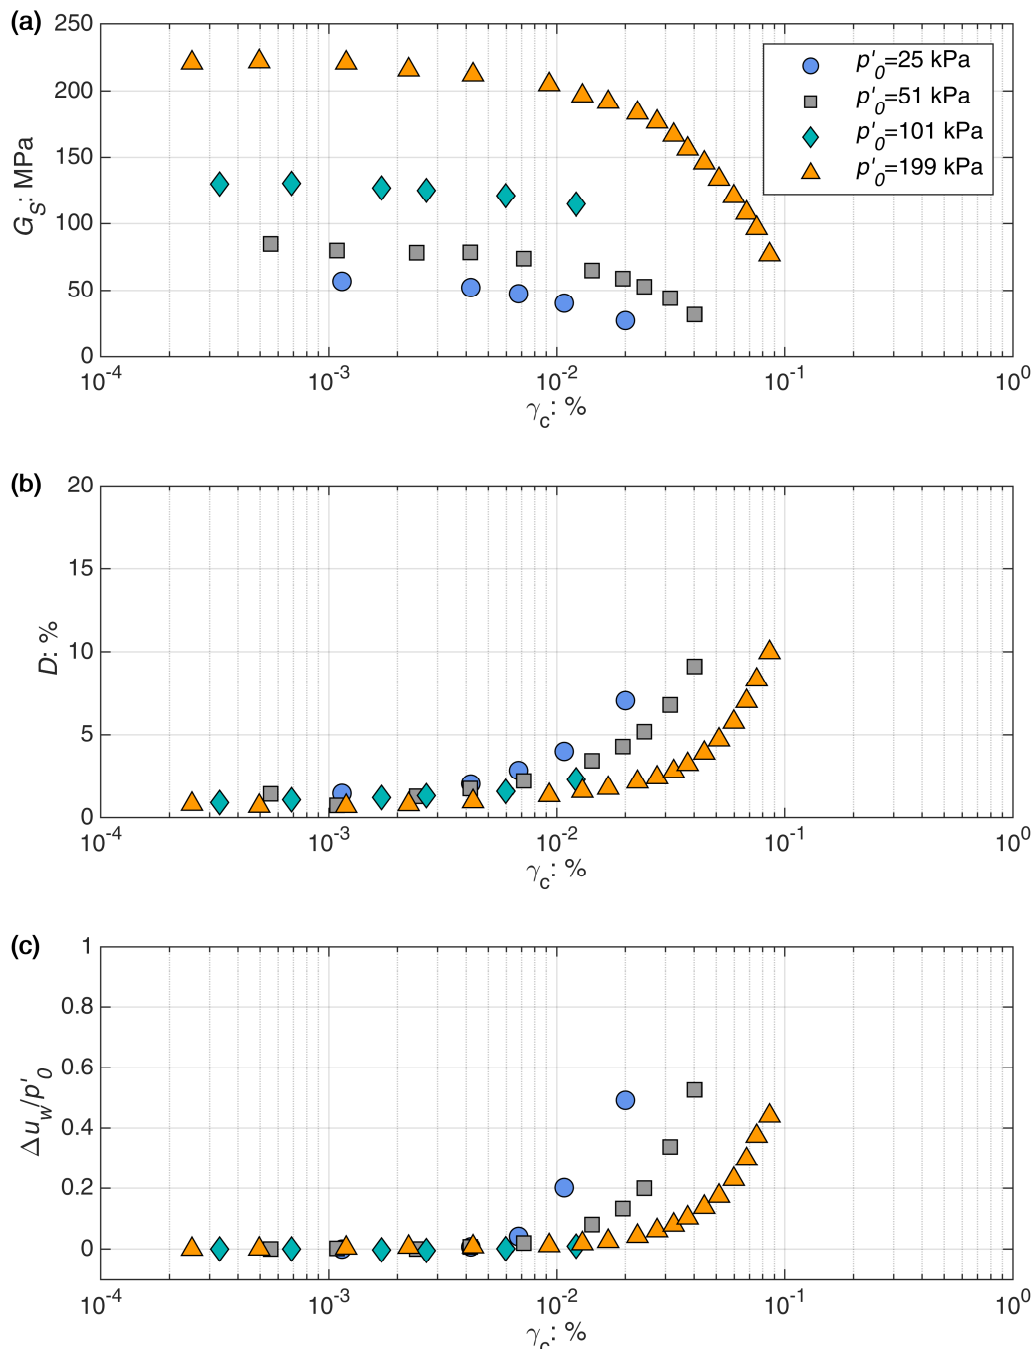 (a)
250
200
150
100
50
0
G_S: MPa
p'_0=25 kPa
p'_0=51 kPa
p'_0=101 kPa
p'_0=199 kPa
10^-4 10^-3 10^-2 10^-1 10^0
γ_c: %
(b)
20
15
10
5
0
D: %
10^-4 10^-3 10^-2 10^-1 10^0
γ_c: %
(c)
1
0.8
0.6
0.4
0.2
0
Δu_w/p'_0
10^-4 10^-3 10^-2 10^-1 10^0
γ_c: %